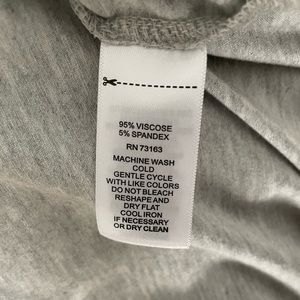 95% VISCOSE
5% SPANDEX
RN 73163
MACHINE WASH
COLD
GENTLE CYCLE
WITH LIKE COLORS
DO NOT BLEACH
RESHAPE AND
DRY FLAT
COOL IRON
IF NECESSARY
OR DRY CLEAN